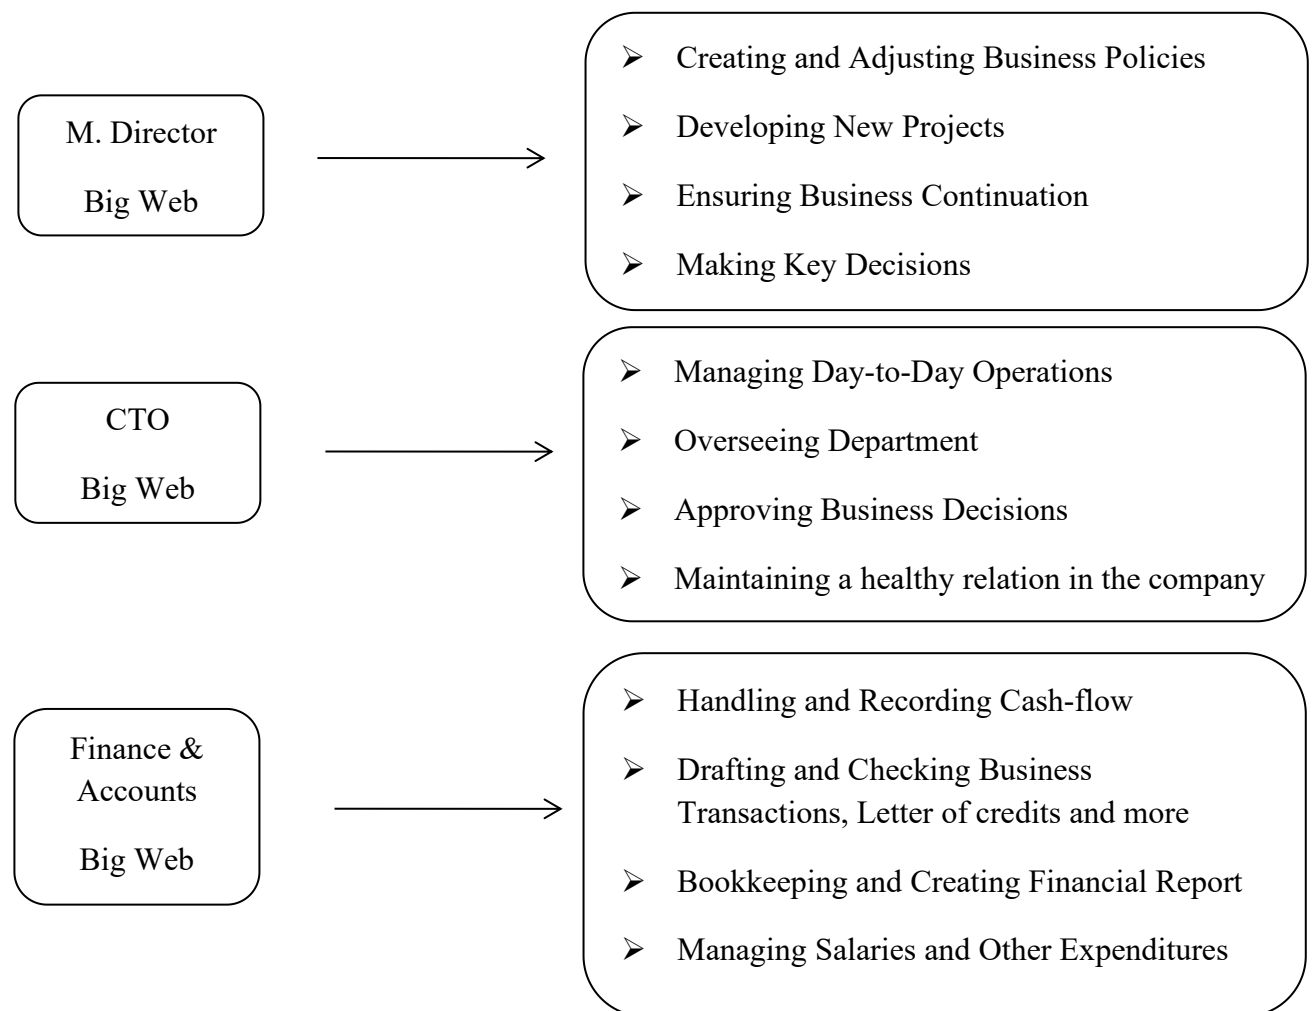 M. Director
Big Web
➢ Creating and Adjusting Business Policies
➢ Developing New Projects
➢ Ensuring Business Continuation
➢ Making Key Decisions
CTO
Big Web
➢ Managing Day-to-Day Operations
➢ Overseeing Department
➢ Approving Business Decisions
➢ Maintaining a healthy relation in the company
Finance &
Accounts
Big Web
➢ Handling and Recording Cash-flow
➢ Drafting and Checking Business
Transactions, Letter of credits and more
➢ Bookkeeping and Creating Financial Report
➢ Managing Salaries and Other Expenditures